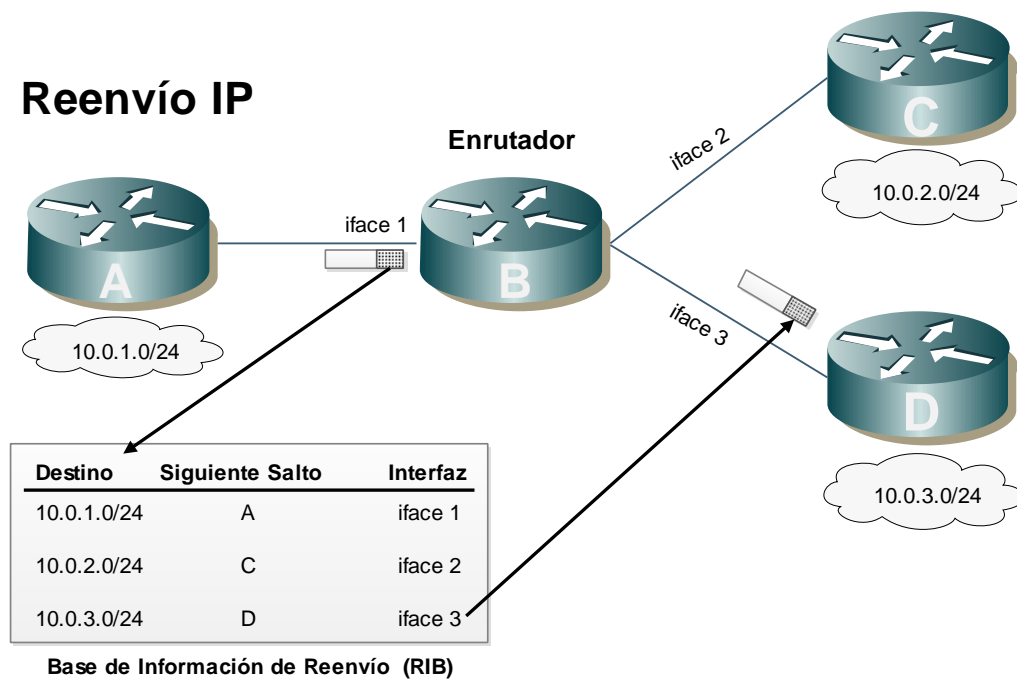 Reenvío IP
Enrutador
C
iface 2
10.0.2.0/24
iface 1
A
B
10.0.1.0/24
iface 3
D
10.0.3.0/24
Destino Siguiente Salto Interfaz
10.0.1.0/24 A iface 1
10.0.2.0/24 C iface 2
10.0.3.0/24 D iface 3
Base de Información de Reenvío (RIB)